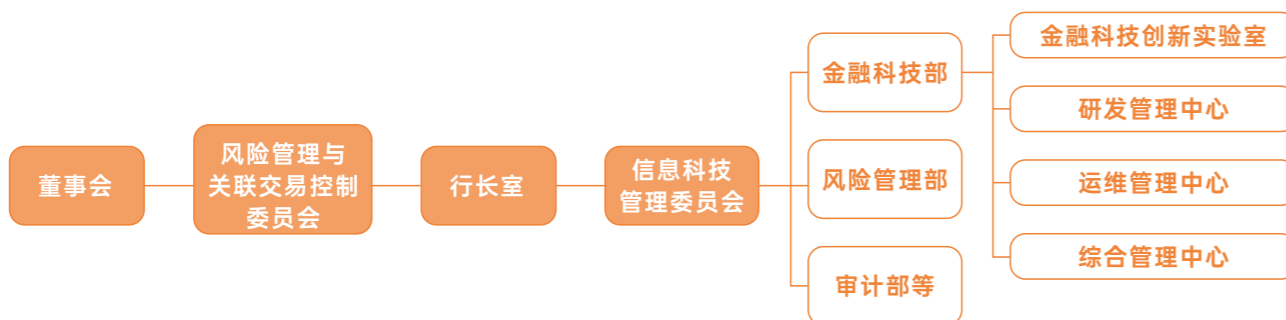 董事会
风险管理与
关联交易控制
委员会
行长室
信息科技
管理委员会
金融科技部
风险管理部
审计部等
金融科技创新实验室
研发管理中心
运维管理中心
综合管理中心